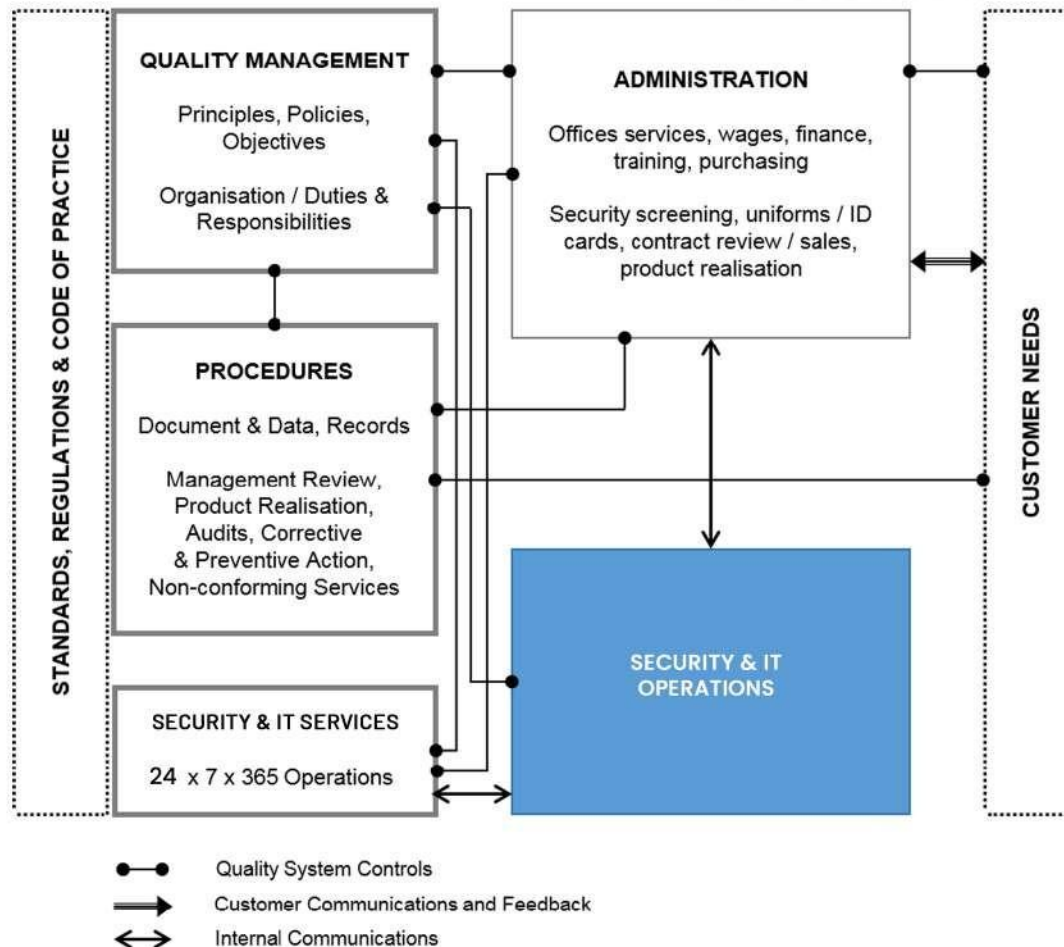 STANDARDS, REGULATIONS & CODE OF PRACTICE
QUALITY MANAGEMENT
Principles, Policies,
Objectives
Organisation / Duties &
Responsibilities
PROCEDURES
Document & Data, Records
Management Review,
Product Realisation,
Audits, Corrective
& Preventive Action,
Non-conforming Services
SECURITY & IT SERVICES
24 x 7 x 365 Operations
ADMINISTRATION
Offices services, wages, finance,
training, purchasing
Security screening, uniforms / ID
cards, contract review / sales,
product realisation
SECURITY & IT
OPERATIONS
CUSTOMER NEEDS
Quality System Controls
Customer Communications and Feedback
Internal Communications